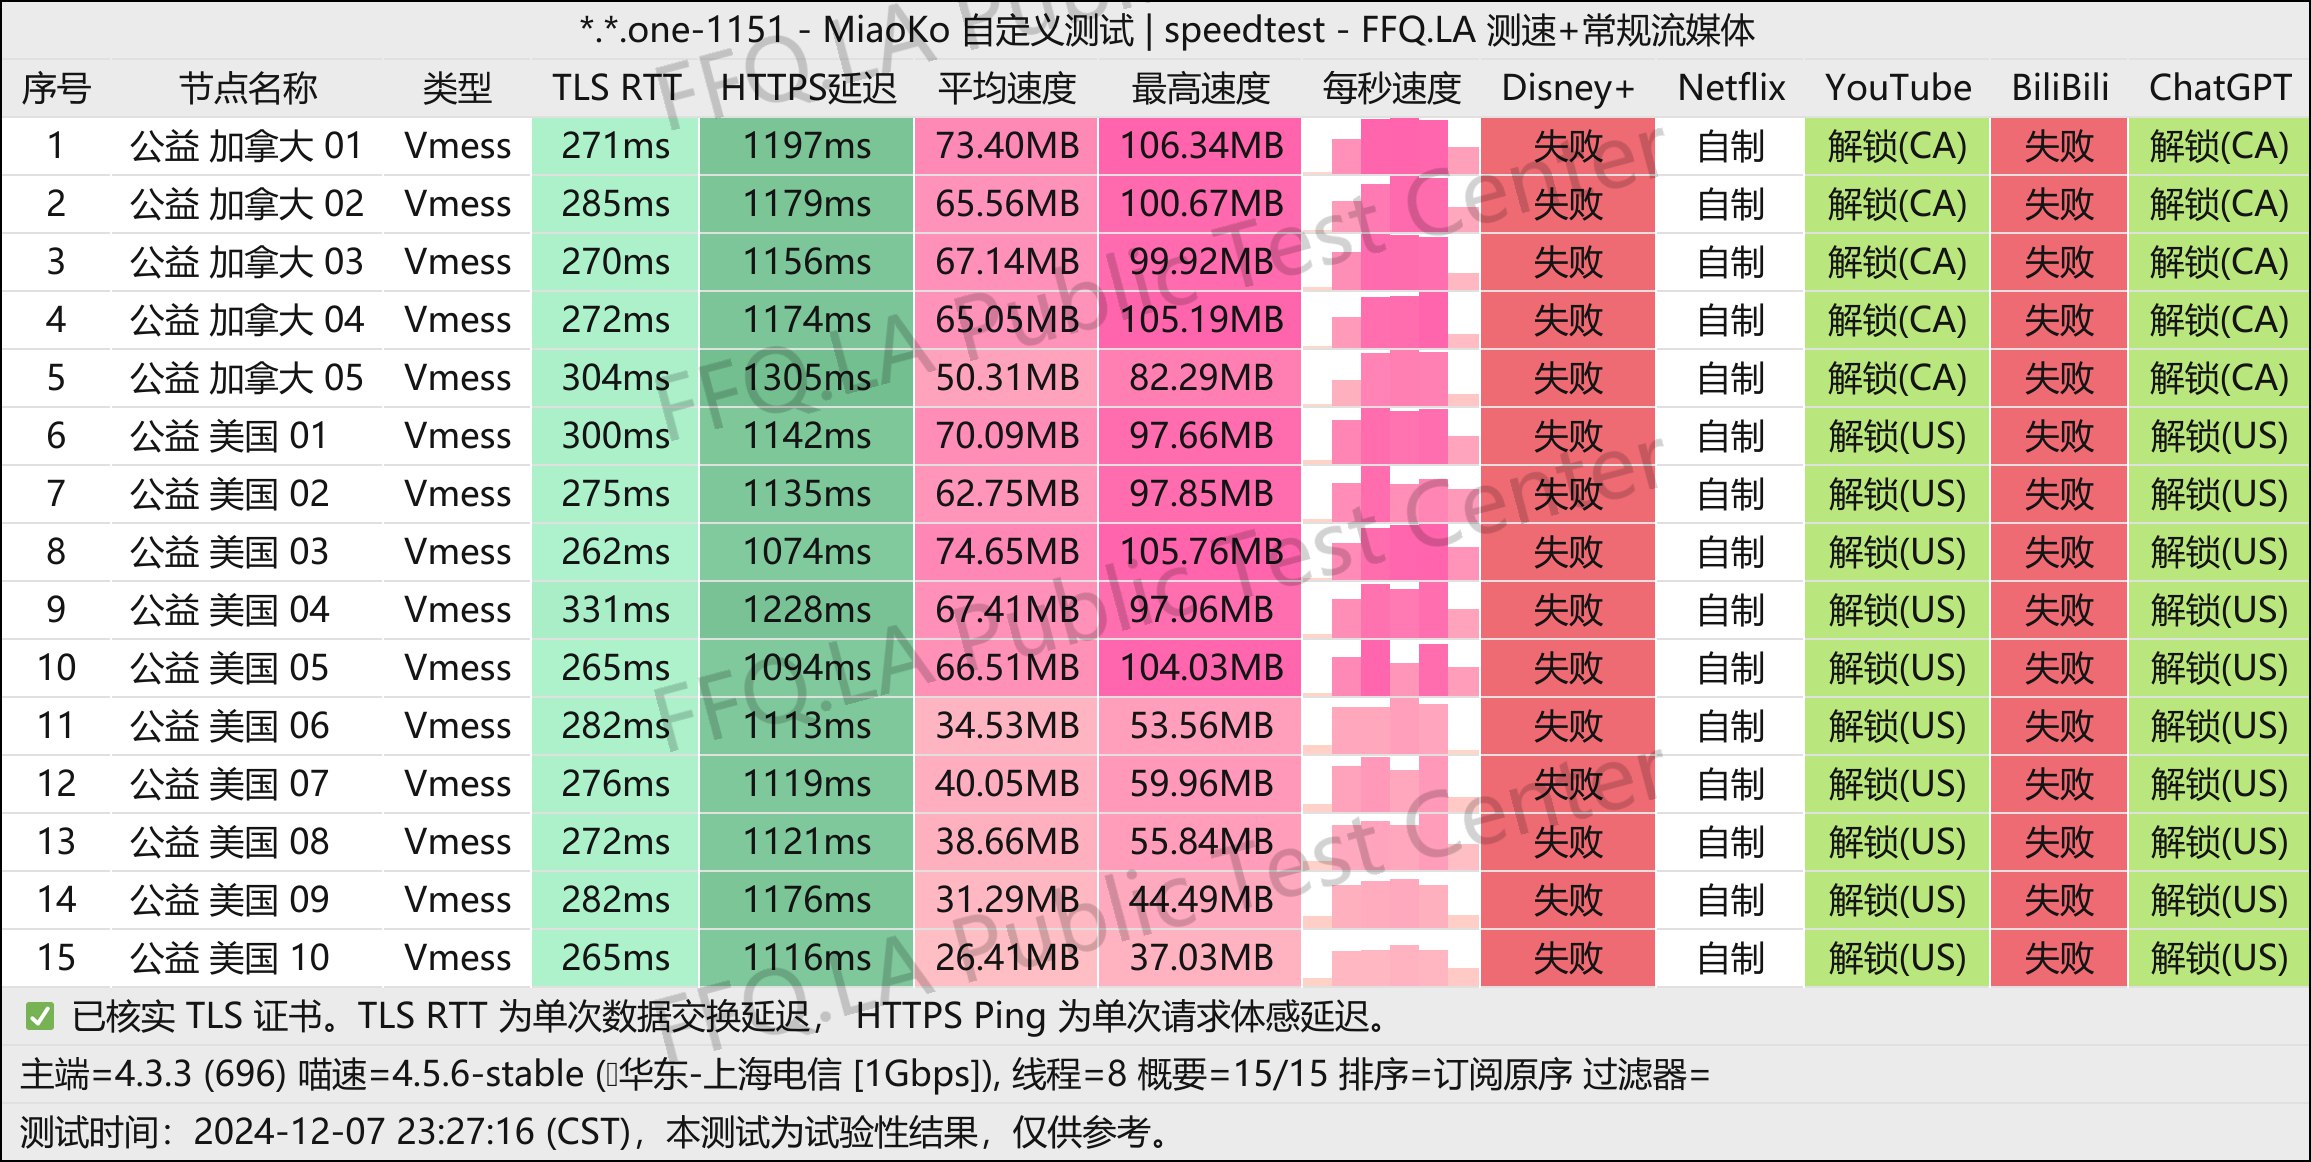 *.*.one-1151 - MiaoKo 自定义测试 | speedtest - FFQ.LA 测速+常规流媒体
序号 节点名称 类型 TLS RTT HTTPS延迟 平均速度 最高速度 每秒速度 Disney+ Netflix YouTube BiliBili ChatGPT
1 公益 加拿大 01 Vmess 271ms 1197ms 73.40MB 106.34MB 失败 自制 解锁(CA) 失败 解锁(CA)
2 公益 加拿大 02 Vmess 285ms 1179ms 65.56MB 100.67MB 失败 自制 解锁(CA) 失败 解锁(CA)
3 公益 加拿大 03 Vmess 270ms 1156ms 67.14MB 99.92MB 失败 自制 解锁(CA) 失败 解锁(CA)
4 公益 加拿大 04 Vmess 272ms 1174ms 65.05MB 105.19MB 失败 自制 解锁(CA) 失败 解锁(CA)
5 公益 加拿大 05 Vmess 304ms 1305ms 50.31MB 82.29MB 失败 自制 解锁(CA) 失败 解锁(CA)
6 公益 美国 01 Vmess 300ms 1142ms 70.09MB 97.66MB 失败 自制 解锁(US) 失败 解锁(US)
7 公益 美国 02 Vmess 275ms 1135ms 62.75MB 97.85MB 失败 自制 解锁(US) 失败 解锁(US)
8 公益 美国 03 Vmess 262ms 1074ms 74.65MB 105.76MB 失败 自制 解锁(US) 失败 解锁(US)
9 公益 美国 04 Vmess 331ms 1228ms 67.41MB 97.06MB 失败 自制 解锁(US) 失败 解锁(US)
10 公益 美国 05 Vmess 265ms 1094ms 66.51MB 104.03MB 失败 自制 解锁(US) 失败 解锁(US)
11 公益 美国 06 Vmess 282ms 1113ms 34.53MB 53.56MB 失败 自制 解锁(US) 失败 解锁(US)
12 公益 美国 07 Vmess 276ms 1119ms 40.05MB 59.96MB 失败 自制 解锁(US) 失败 解锁(US)
13 公益 美国 08 Vmess 272ms 1121ms 38.66MB 55.84MB 失败 自制 解锁(US) 失败 解锁(US)
14 公益 美国 09 Vmess 282ms 1176ms 31.29MB 44.49MB 失败 自制 解锁(US) 失败 解锁(US)
15 公益 美国 10 Vmess 265ms 1116ms 26.41MB 37.03MB 失败 自制 解锁(US) 失败 解锁(US)
✅ 已核实 TLS 证书。TLS RTT 为单次数据交换延迟， HTTPS Ping 为单次请求体感延迟。
主端=4.3.3 (696) 喵速=4.5.6-stable (▯华东-上海电信 [1Gbps]), 线程=8 概要=15/15 排序=订阅原序 过滤器=
测试时间：2024-12-07 23:27:16 (CST)，本测试为试验性结果，仅供参考。
FFQ.LA Public Test Center
FFQ.LA Public Test Center
FFQ.LA Public Test Center
FFQ.LA Public Test Center